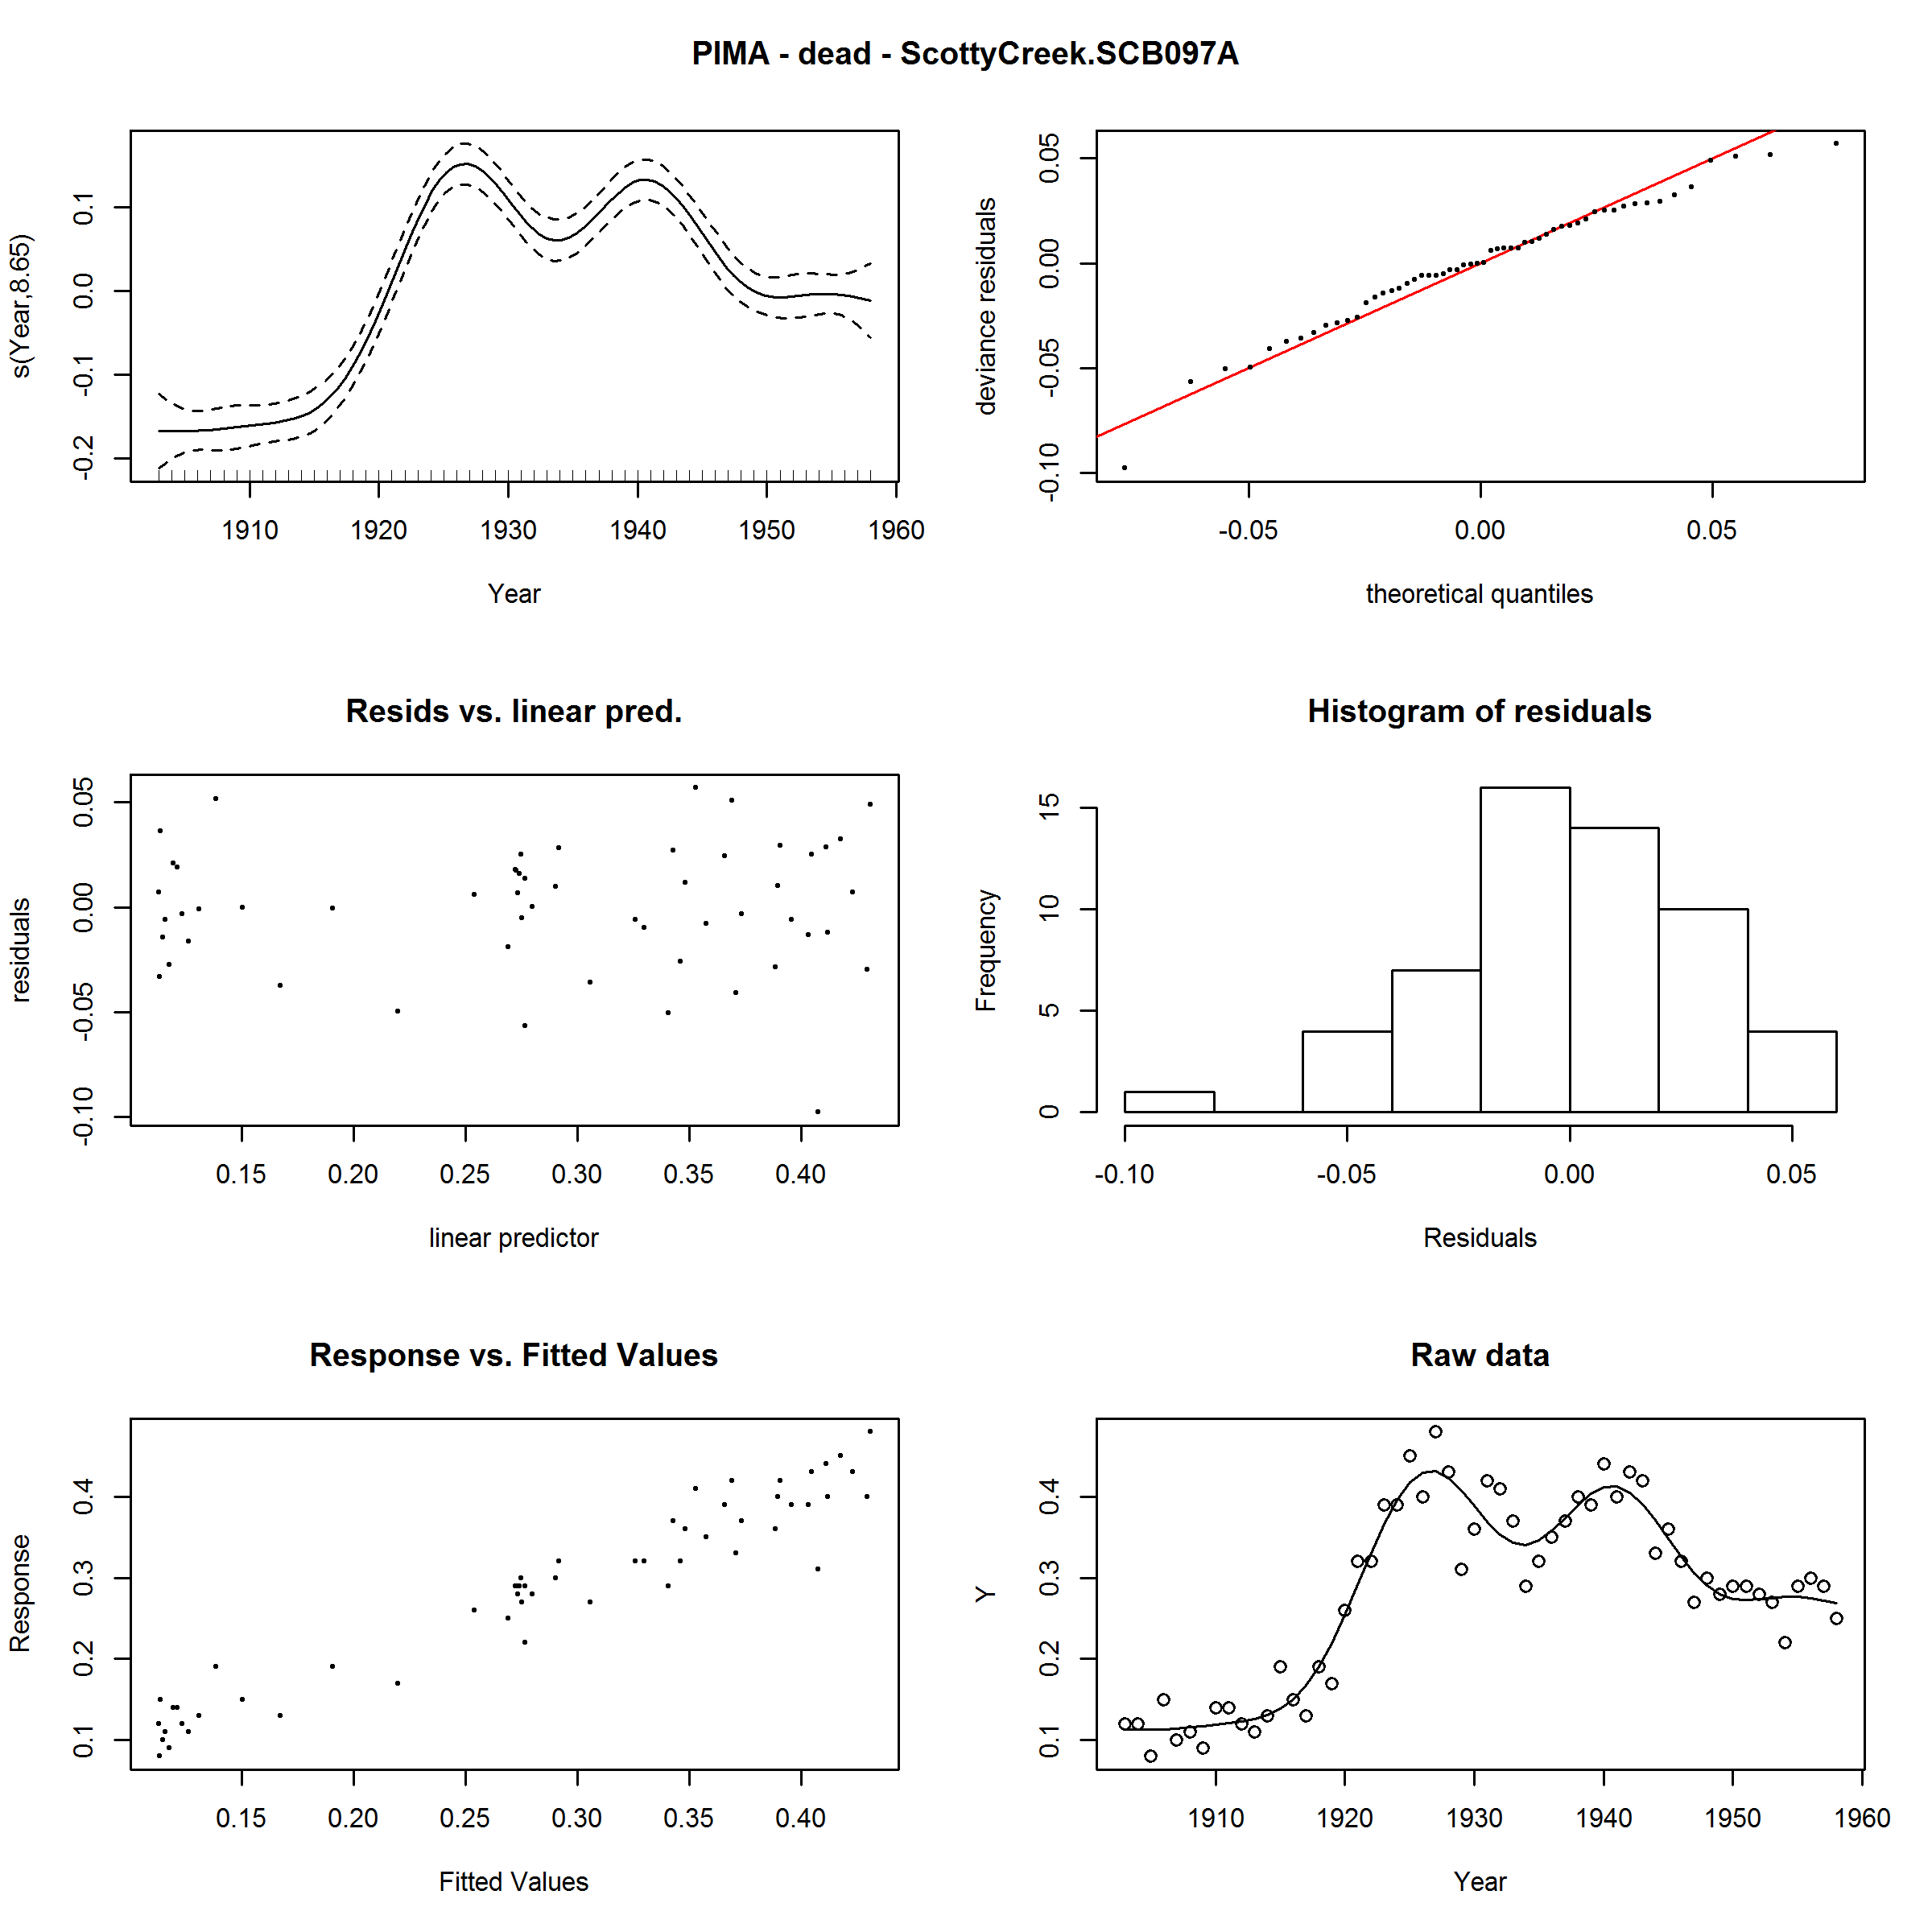 PIMA - dead - ScottyCreek.SCB097A
s(Year,8.65)
0.1
0.0
-0.1
-0.2
1910 1920 1930 1940 1950 1960
Year
deviance residuals
0.05
0.00
-0.05
-0.10
-0.05 0.00 0.05
theoretical quantiles
Resids vs. linear pred.
residuals
0.05
0.00
-0.05
-0.10
0.15 0.20 0.25 0.30 0.35 0.40
linear predictor
Histogram of residuals
Frequency
15
10
5
0
-0.10 -0.05 0.00 0.05
Residuals
Response vs. Fitted Values
Response
0.4
0.3
0.2
0.1
0.15 0.20 0.25 0.30 0.35 0.40
Fitted Values
Raw data
Y
0.4
0.3
0.2
0.1
1910 1920 1930 1940 1950 1960
Year